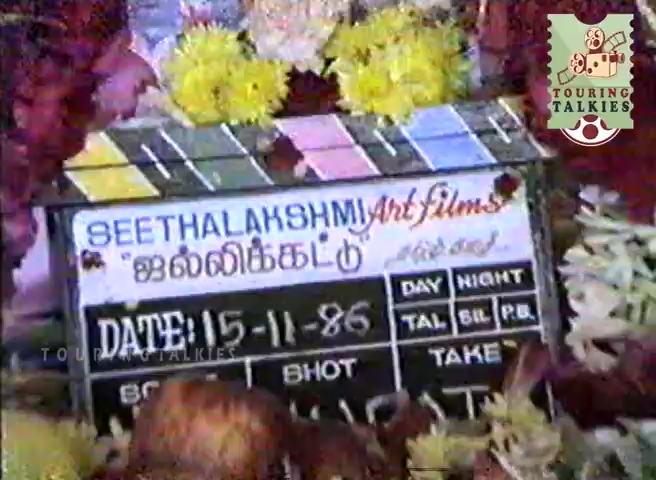 TOURING
TALKIES
SEETHALAKSHMI Art films
"ஜல்லிக்கட்டு"
DAY NIGHT
DATE: 15-11-86
TAL SIL P.B.
TOURINGTALKIES
SHOT
TAKE